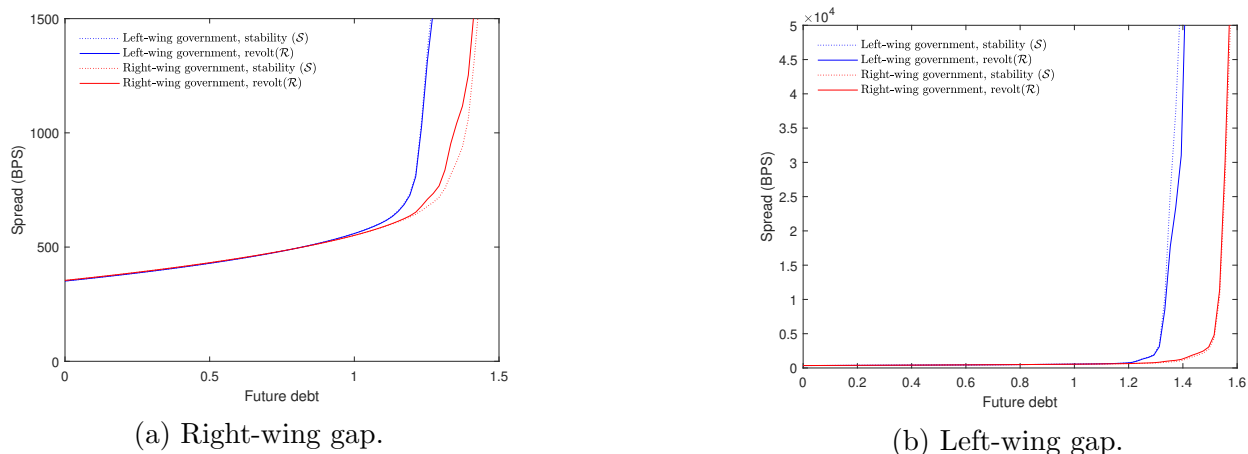 1500
1000
500
0
Spread (BPS)
Left-wing government, stability (𝒮)
Left-wing government, revolt(ℛ)
Right-wing government, stability (𝒮)
Right-wing government, revolt(ℛ)
0 0.5 1 1.5
Future debt
(a) Right-wing gap.
×10⁴
5
4.5
4
3.5
3
2.5
2
1.5
1
0.5
0
Spread (BPS)
Left-wing government, stability (𝒮)
Left-wing government, revolt(ℛ)
Right-wing government, stability (𝒮)
Right-wing government, revolt(ℛ)
0 0.2 0.4 0.6 0.8 1 1.2 1.4 1.6
Future debt
(b) Left-wing gap.